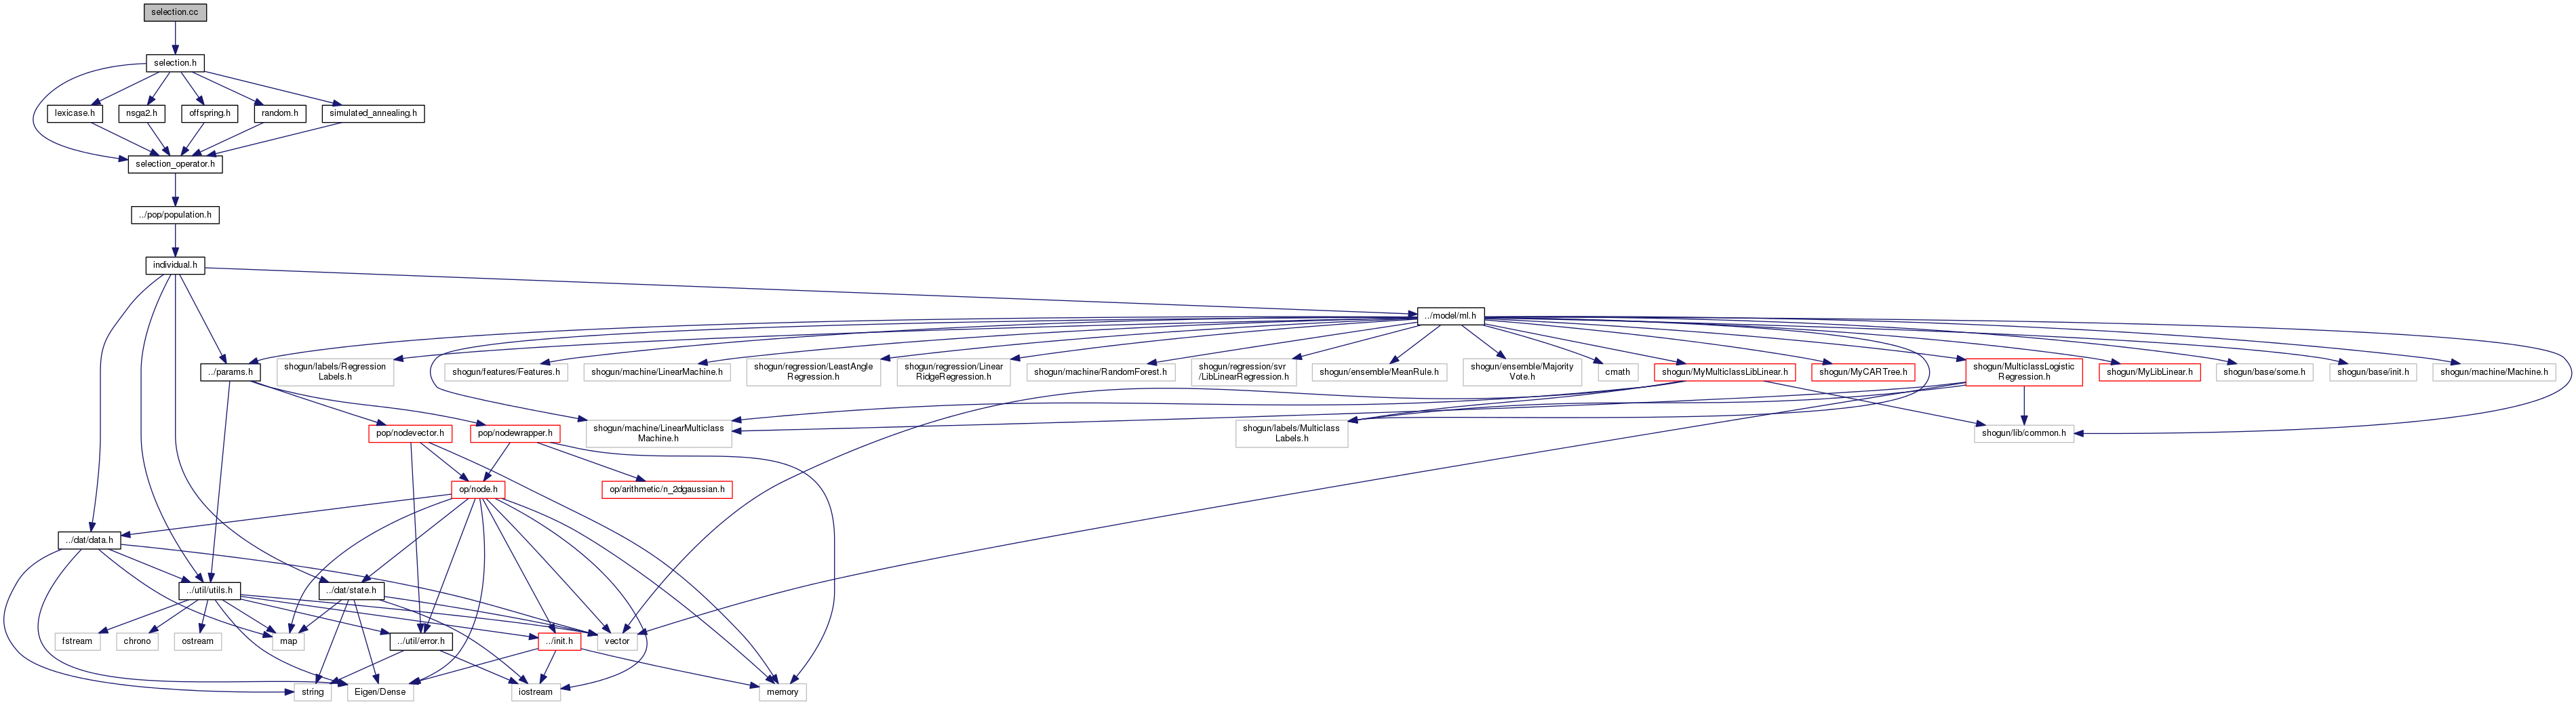 selection.cc
selection.h
lexicase.h
nsga2.h
offspring.h
random.h
simulated_annealing.h
selection_operator.h
../pop/population.h
individual.h
../model/ml.h
../params.h
shogun/labels/Regression
Labels.h
shogun/features/Features.h
shogun/machine/LinearMachine.h
shogun/regression/LeastAngle
Regression.h
shogun/regression/Linear
RidgeRegression.h
shogun/machine/RandomForest.h
shogun/regression/svr
/LibLinearRegression.h
shogun/ensemble/MeanRule.h
shogun/ensemble/Majority
Vote.h
cmath
shogun/MyMulticlassLibLinear.h
shogun/MyCARTree.h
shogun/MulticlassLogistic
Regression.h
shogun/MyLibLinear.h
shogun/base/some.h
shogun/base/init.h
shogun/machine/Machine.h
pop/nodevector.h
pop/nodewrapper.h
shogun/machine/LinearMulticlass
Machine.h
shogun/labels/Multiclass
Labels.h
shogun/lib/common.h
op/node.h
op/arithmetic/n_2dgaussian.h
../dat/data.h
../util/utils.h
../dat/state.h
fstream
chrono
ostream
map
../util/error.h
../init.h
vector
string
Eigen/Dense
iostream
memory